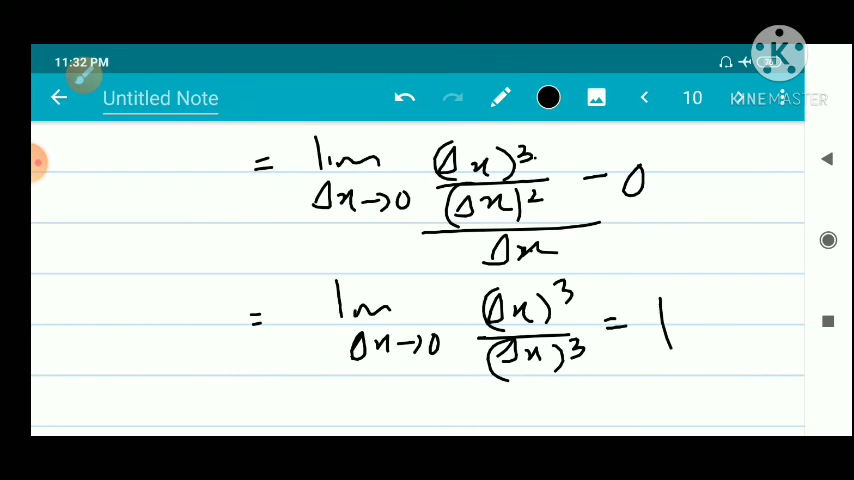 11:32 PM
76
K
KINEMASTER
Untitled Note
10
= lim Δx→0 ((Δx)^3/(Δx)^2 - 0)/Δx
= lim Δx→0 (Δx)^3/(Δx)^3 = 1